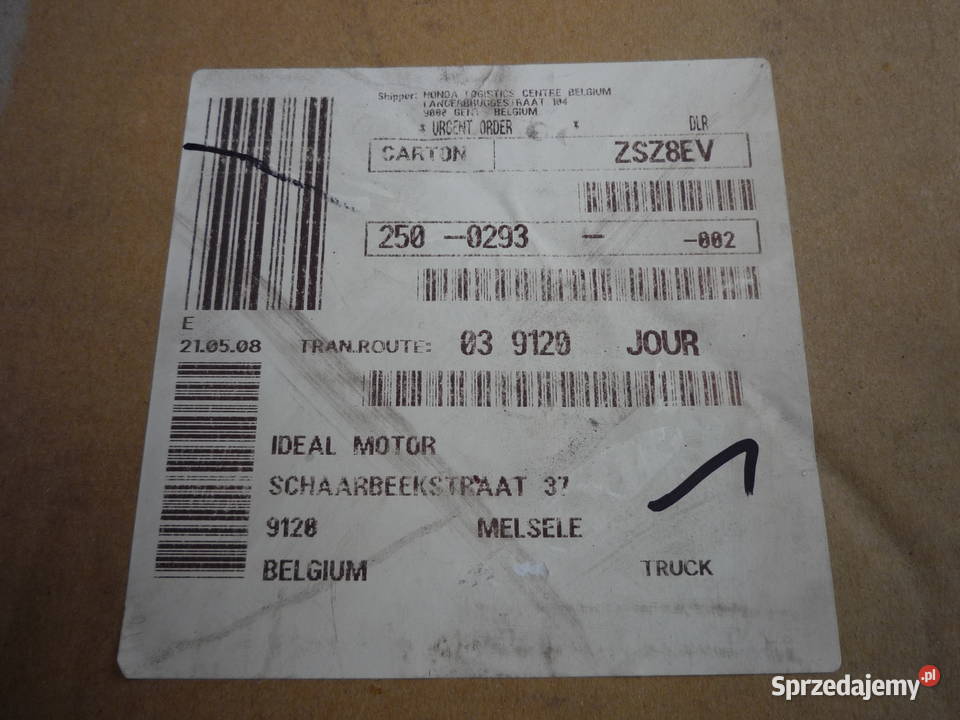 Shipper: HONDA LOGISTICS CENTRE BELGIUM
LANGERBRUGGESTRAAT 104
9000 GENT - BELGIUM
* URGENT ORDER *
DLR
CARTON ZSZ8EV
250 -0293 - -002
E
21.05.08 TRAN.ROUTE: 03 9120 JOUR
IDEAL MOTOR
SCHAARBEEKSTRAAT 37
9120 MELSELE
BELGIUM TRUCK
Sprzedajemy.pl